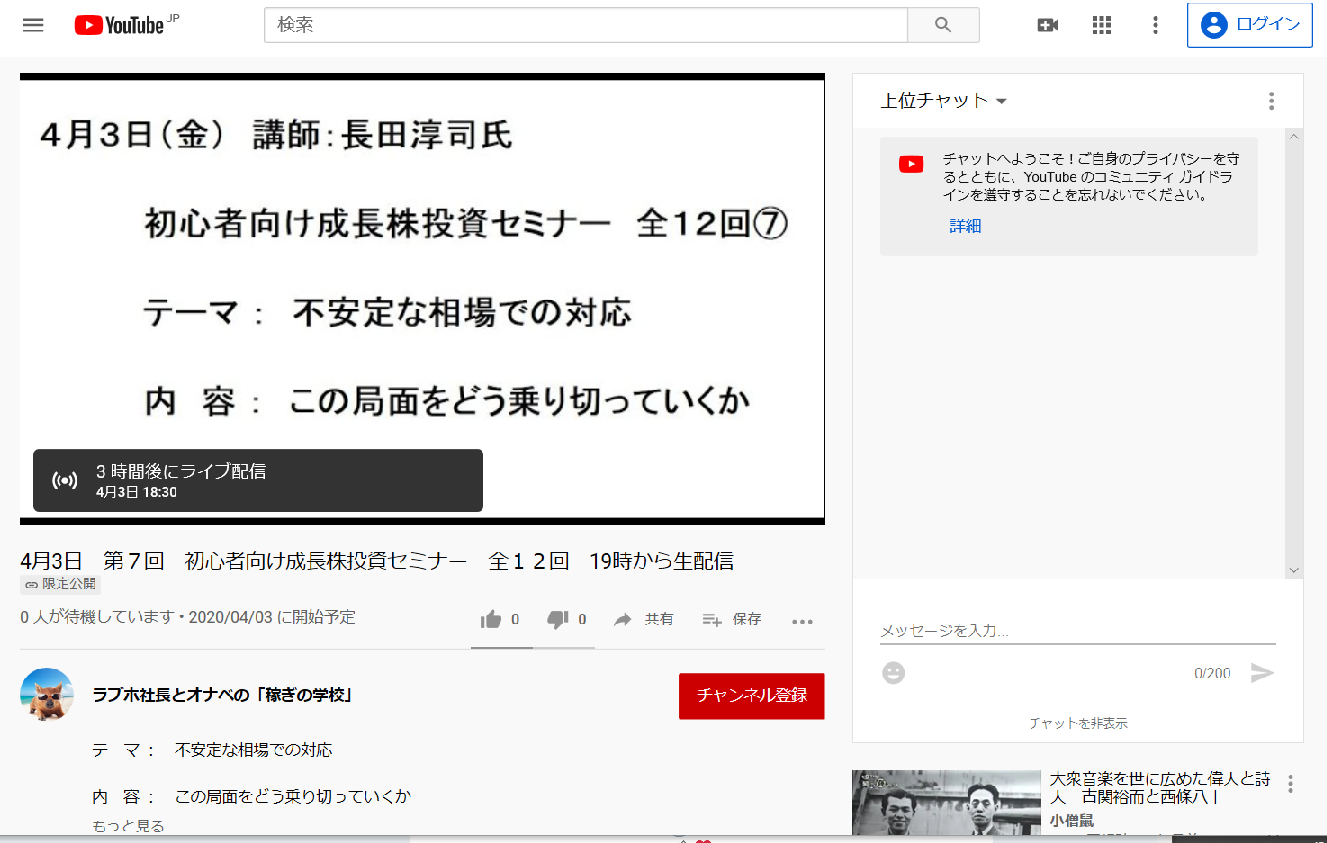 YouTube JP
検索
ログイン
4月3日(金) 講師:長田淳司氏
初心者向け成長株投資セミナー 全12回⑦
テーマ: 不安定な相場での対応
内 容: この局面をどう乗り切っていくか
3 時間後にライブ配信
4月3日 18:30
4月3日 第７回 初心者向け成長株投資セミナー 全１２回 19時から生配信
限定公開
0 人が待機しています・2020/04/03 に開始予定
0
0
共有
保存
ラブホ社長とオナベの「稼ぎの学校」
チャンネル登録
テ マ： 不安定な相場での対応
内 容： この局面をどう乗り切っていくか
もっと見る
上位チャット
チャットへようこそ！ご自身のプライバシーを守
るとともに、YouTube のコミュニティ ガイドラ
インを遵守することを忘れないでください。
詳細
メッセージを入力...
0/200
チャットを非表示
大衆音楽を世に広めた偉人と詩
人 古関裕而と西條八十
小僧鼠